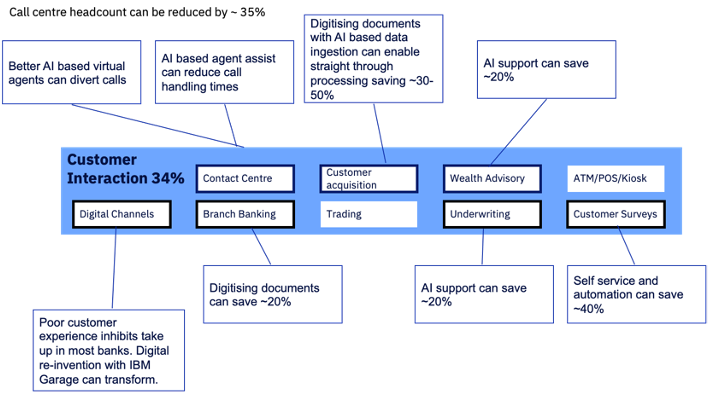 Call centre headcount can be reduced by ~ 35%
Better AI based virtual
agents can divert calls
AI based agent assist
can reduce call
handling times
Digitising documents
with AI based data
ingestion can enable
straight through
processing saving ~30-
50%
AI support can save
~20%
Customer
Interaction 34%
Contact Centre
Customer
acquisition
Wealth Advisory
ATM/POS/Kiosk
Digital Channels
Branch Banking
Trading
Underwriting
Customer Surveys
Poor customer
experience inhibits take
up in most banks. Digital
re-invention with IBM
Garage can transform.
Digitising documents
can save ~20%
AI support can save
~20%
Self service and
automation can save
~40%